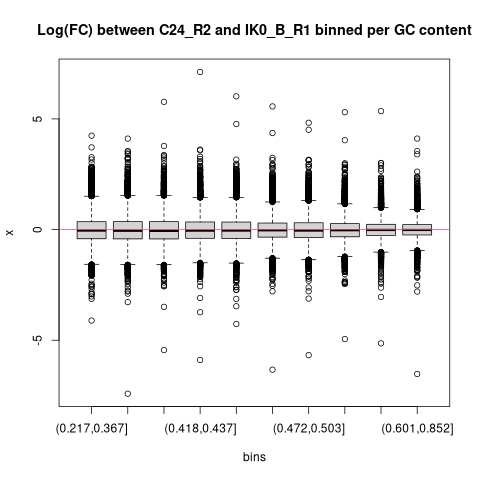 Log(FC) between C24_R2 and IK0_B_R1 binned per GC content
5
0
-5
x
(0.217,0.367]
(0.418,0.437]
(0.472,0.503]
(0.601,0.852]
bins